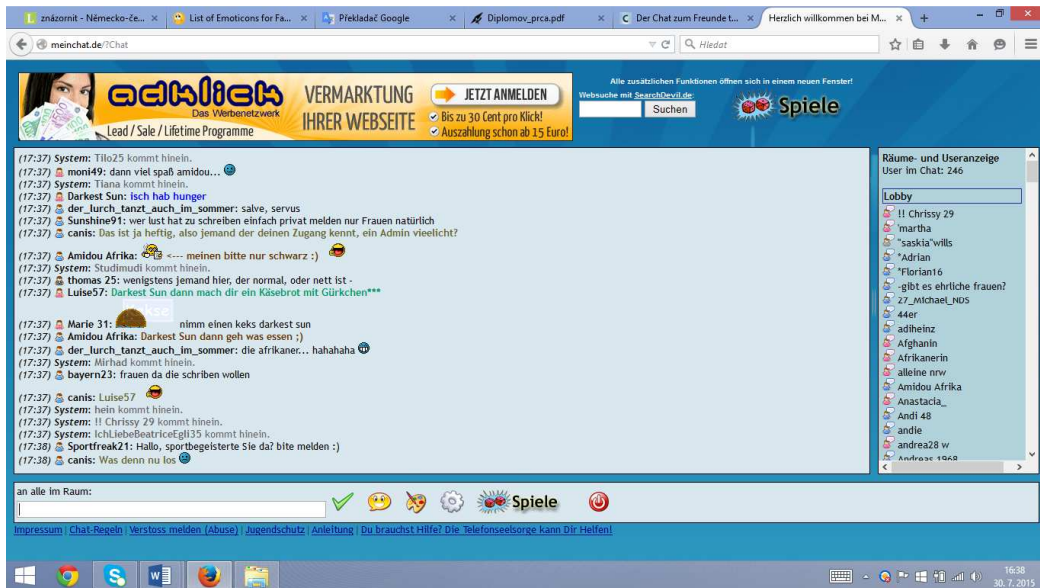 znázornit - Německo-če...
List of Emoticons for Fa...
Překladač Google
Diplomov_prca.pdf
Der Chat zum Freunde t...
Herzlich willkommen bei M...
meinchat.de/?Chat
Hledat
adklick
Das Werbenetzwerk
Lead / Sale / Lifetime Programme
VERMARKTUNG
IHRER WEBSEITE
JETZT ANMELDEN
Bis zu 30 Cent pro Klick!
Auszahlung schon ab 15 Euro!
Alle zusätzlichen Funktionen öffnen sich in einem neuen Fenster!
Websuche mit SearchDevil.de:
Suchen
Spiele
(17:37) System: Tilo25 kommt hinein.
(17:37) moni49: dann viel spaß amidou...
(17:37) System: Tiana kommt hinein.
(17:37) Darkest Sun: isch hab hunger
(17:37) der_lurch_tanzt_auch_im_sommer: salve, servus
(17:37) Sunshine91: wer lust hat zu schreiben einfach privat melden nur Frauen natürlich
(17:37) canis: Das ist ja heftig, also jemand der deinen Zugang kennt, ein Admin vieelicht?
(17:37) Amidou Afrika: <--- meinen bitte nur schwarz :)
(17:37) System: Studimudi kommt hinein.
(17:37) thomas 25: wenigstens jemand hier, der normal, oder nett ist -
(17:37) Luise57: Darkest Sun dann mach dir ein Käsebrot mit Gürkchen***
Kekse
(17:37) Marie 31: nimm einen keks darkest sun
(17:37) Amidou Afrika: Darkest Sun dann geh was essen ;)
(17:37) der_lurch_tanzt_auch_im_sommer: die afrikaner... hahahaha
(17:37) System: Mirhad kommt hinein.
(17:37) bayern23: frauen da die schriben wollen
(17:37) canis: Luise57
(17:37) System: hein kommt hinein.
(17:37) System: !! Chrissy 29 kommt hinein.
(17:37) System: IchLiebeBeatriceEgli35 kommt hinein.
(17:38) Sportfreak21: Hallo, sportbegeisterte Sie da? bite melden :)
(17:38) canis: Was denn nu los
Räume- und Useranzeige
User im Chat: 246
Lobby
!! Chrissy 29
'martha
"saskia"wills
*Adrian
*Florian16
-gibt es ehrliche frauen?
27_Michael_NDS
44er
adiheinz
Afghanin
Afrikanerin
alleine nrw
Amidou Afrika
Anastacia_
Andi 48
andie
andrea28 w
Andreas 1968
an alle im Raum:
Spiele
Impressum | Chat-Regeln | Verstoss melden (Abuse) | Jugendschutz | Anleitung | Du brauchst Hilfe? Die Telefonseelsorge kann Dir Helfen!
16:38
30. 7. 2015